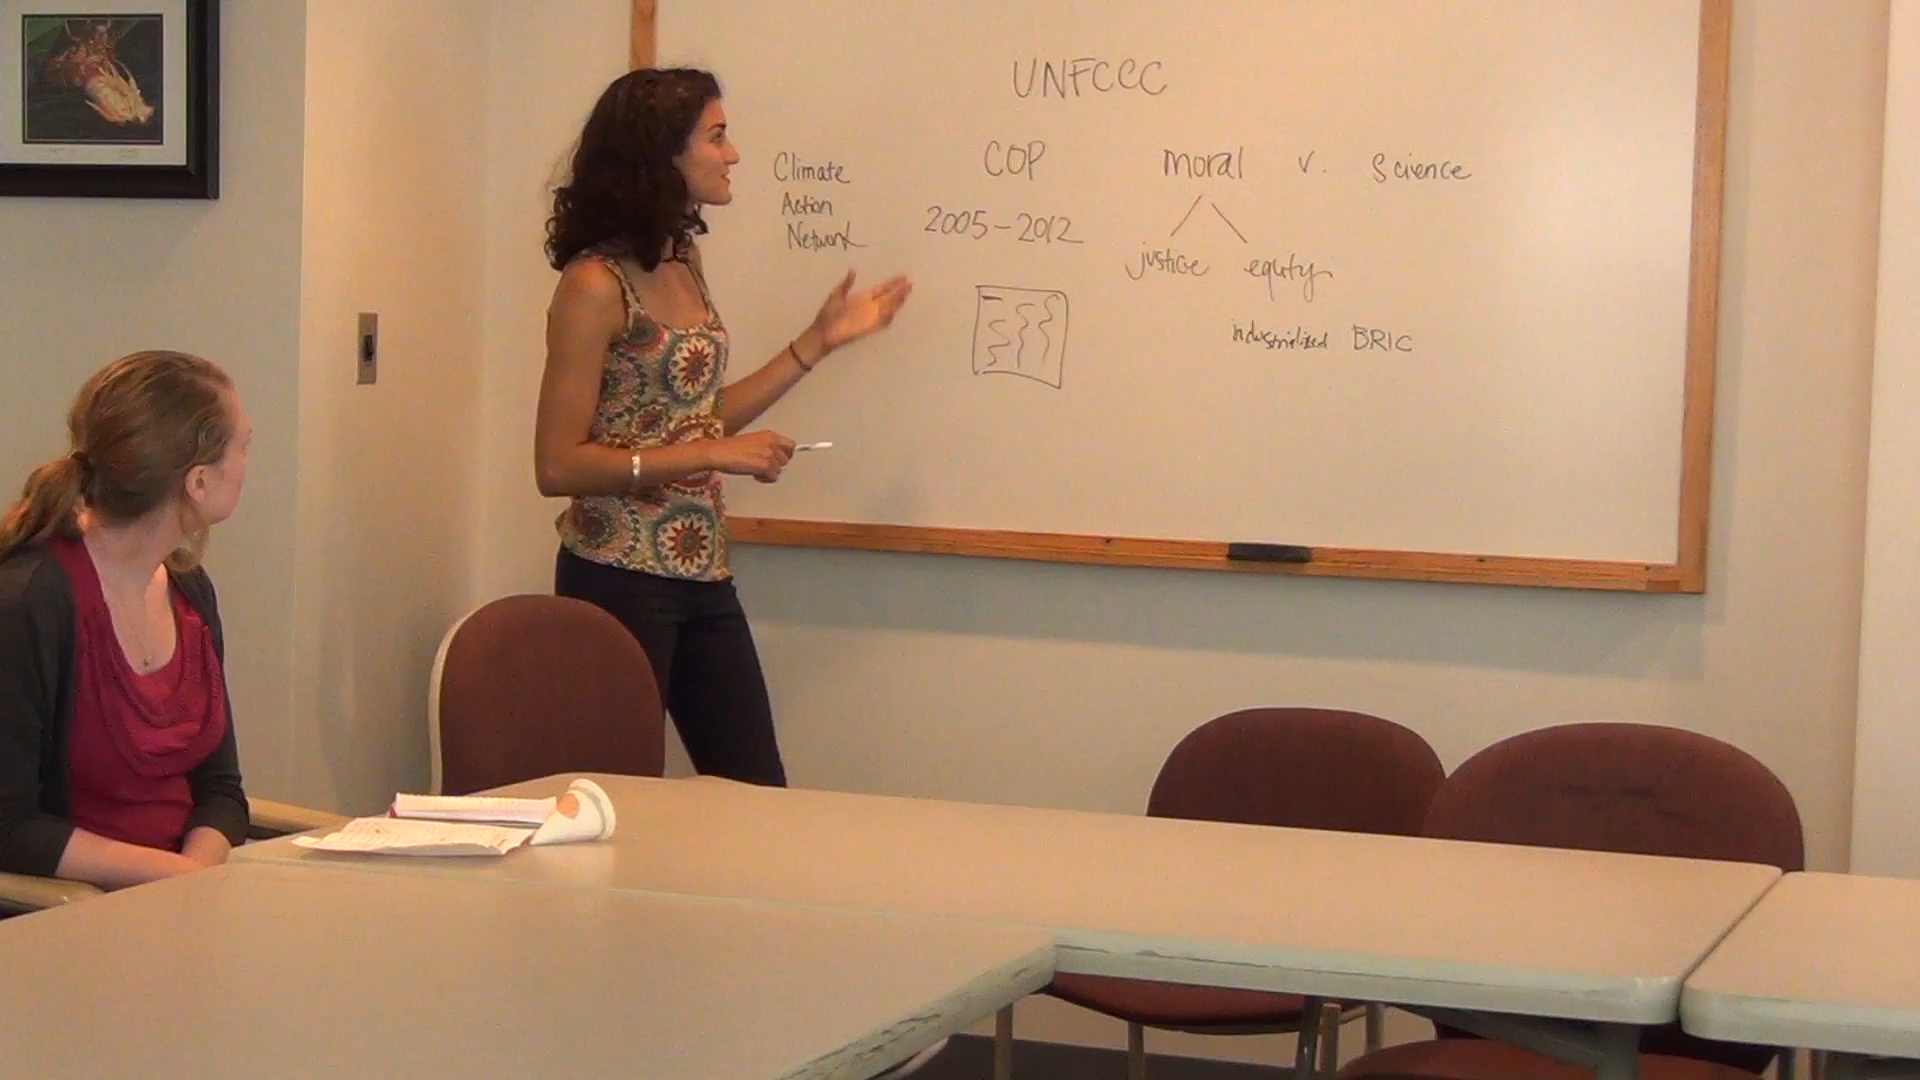 UNFCCC
Climate
Action
Network
COP
2005-2012
moral v. science
justice equity
industrialized BRIC